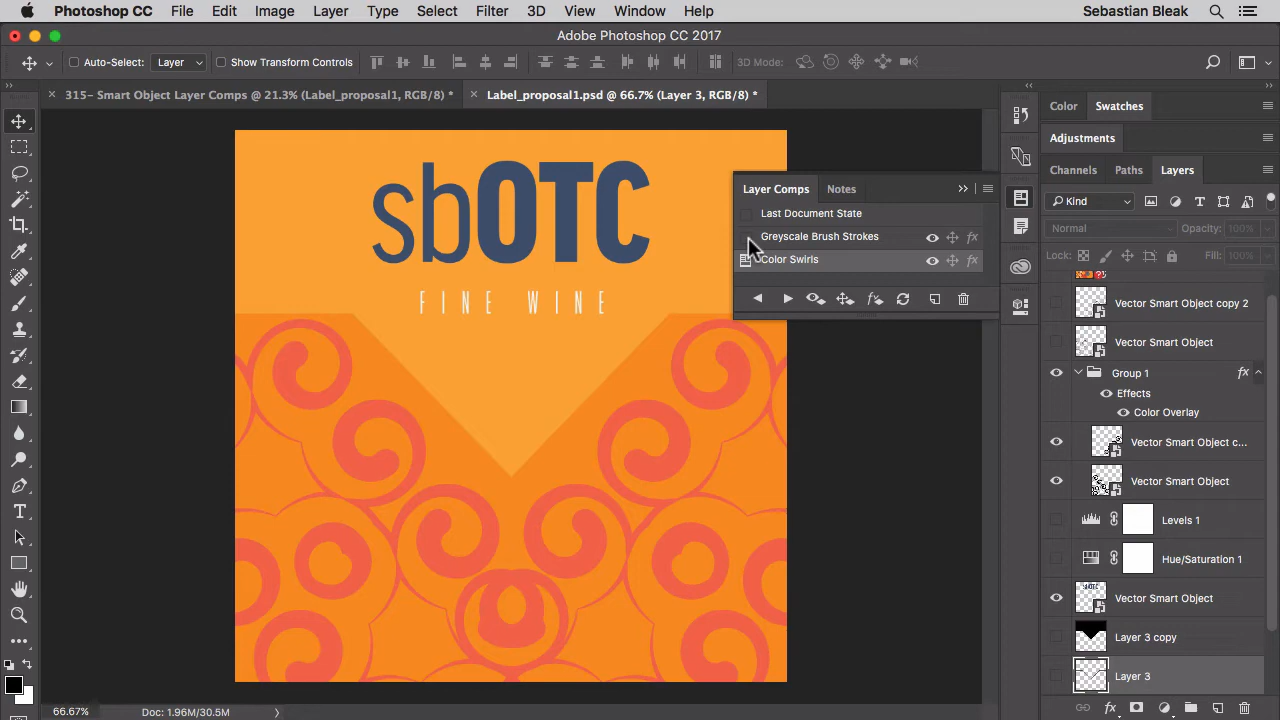 Photoshop CC File Edit Image Layer Type Select Filter 3D View Window Help Sebastian Bleak
Adobe Photoshop CC 2017
Auto-Select: Layer Show Transform Controls 3D Mode:
315– Smart Object Layer Comps @ 21.3% (Label_proposal1, RGB/8) *
Label_proposal1.psd @ 66.7% (Layer 3, RGB/8) *
sbOTC
FINE WINE
Layer Comps Notes
Last Document State
Greyscale Brush Strokes
Color Swirls
Color Swatches
Adjustments
Channels Paths Layers
Kind
Normal Opacity: 100%
Lock: Fill: 100%
Vector Smart Object copy 2
Vector Smart Object
Group 1 fx
Effects
Color Overlay
Vector Smart Object c...
Vector Smart Object
Levels 1
Hue/Saturation 1
Vector Smart Object
Layer 3 copy
Layer 3
66.67% Doc: 1.96M/30.5M